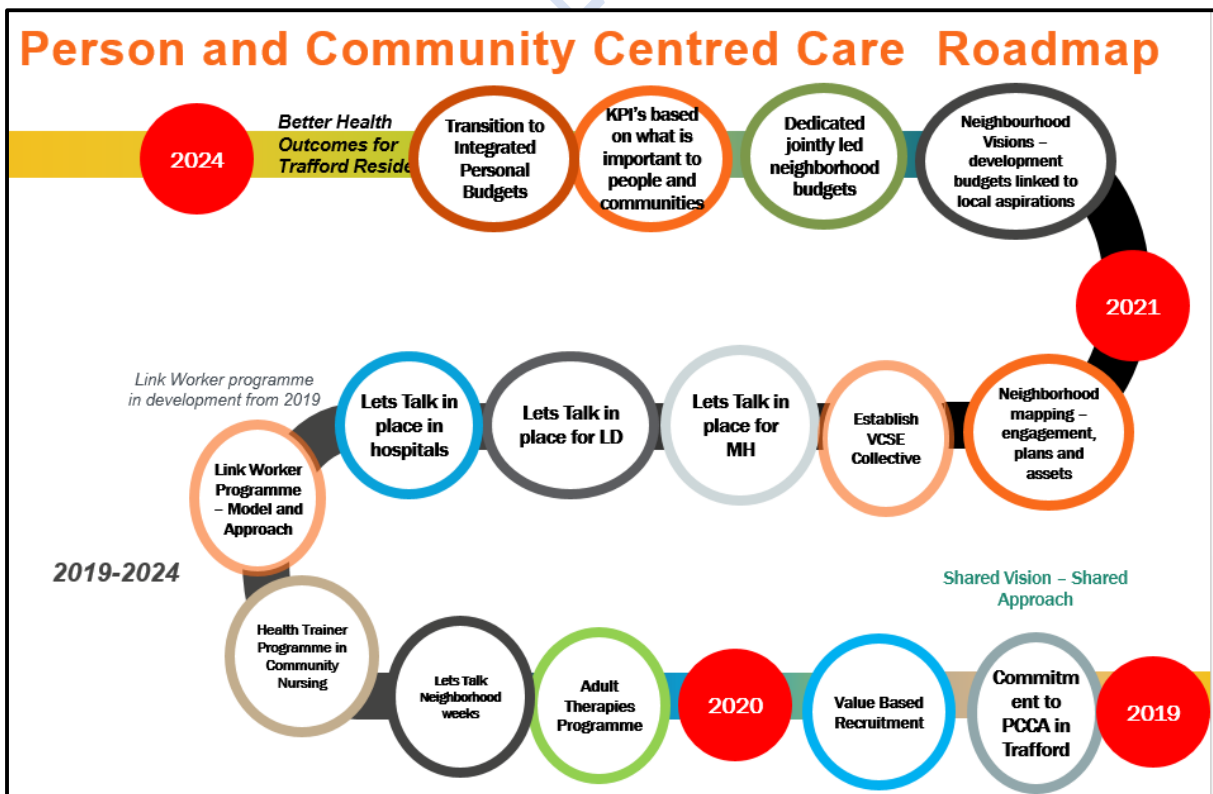 Person and Community Centred Care Roadmap
2024
Better Health
Outcomes for
Trafford Reside
Transition to
Integrated
Personal
Budgets
KPI's based
on what is
important to
people and
communities
Dedicated
jointly led
neighborhood
budgets
Neighbourhood
Visions –
development
budgets linked to
local aspirations
2021
Link Worker programme
in development from 2019
Link Worker
Programme
– Model and
Approach
Lets Talk in
place in
hospitals
Lets Talk in
place for LD
Lets Talk in
place for
MH
Establish
VCSE
Collective
Neighborhood
mapping –
engagement,
plans and
assets
2019-2024
Shared Vision – Shared
Approach
Health Trainer
Programme in
Community
Nursing
Lets Talk
Neighborhood
weeks
Adult
Therapies
Programme
2020
Value Based
Recruitment
Commitm
ent to
PCCA in
Trafford
2019